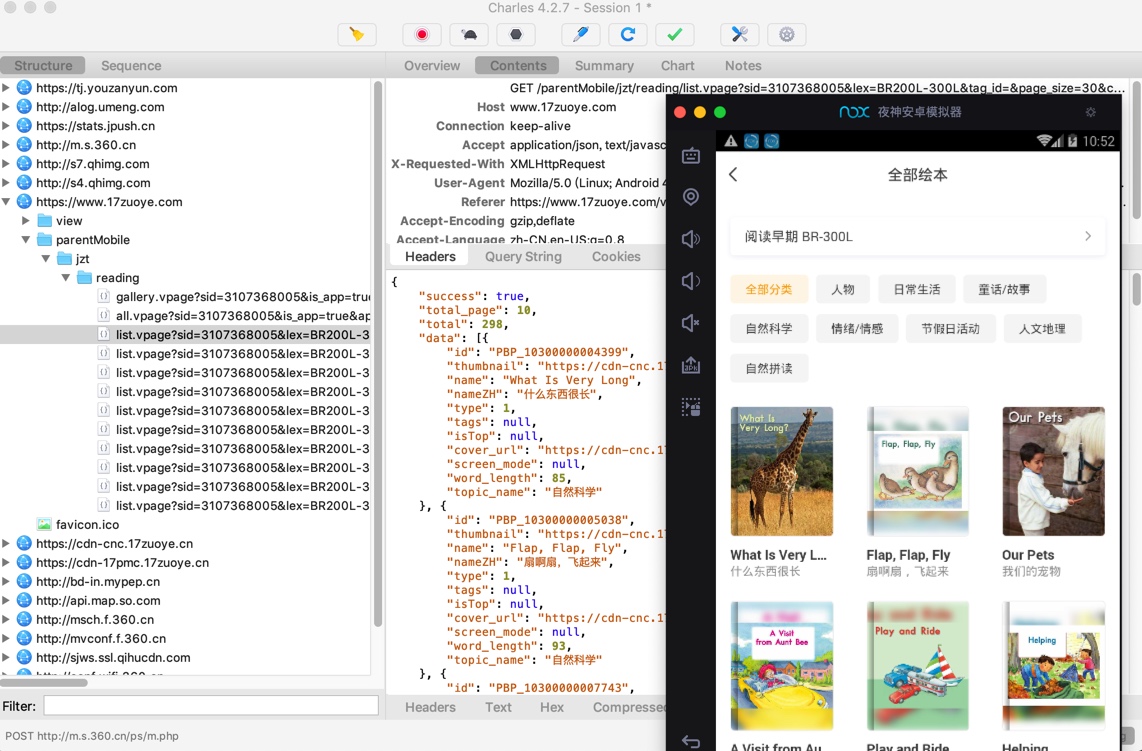 Charles 4.2.7 - Session 1 *
Structure Sequence
Overview Contents Summary Chart Notes
https://tj.youzanyun.com
http://alog.umeng.com
https://stats.jpush.cn
http://m.s.360.cn
http://s7.qhimg.com
http://s4.qhimg.com
https://www.17zuoye.com
view
parentMobile
jzt
reading
gallery.vpage?sid=3107368005&is_app=true
all.vpage?sid=3107368005&is_app=true&ap
list.vpage?sid=3107368005&lex=BR200L-3
list.vpage?sid=3107368005&lex=BR200L-3
list.vpage?sid=3107368005&lex=BR200L-3
list.vpage?sid=3107368005&lex=BR200L-3
list.vpage?sid=3107368005&lex=BR200L-3
list.vpage?sid=3107368005&lex=BR200L-3
list.vpage?sid=3107368005&lex=BR200L-3
list.vpage?sid=3107368005&lex=BR200L-3
list.vpage?sid=3107368005&lex=BR200L-3
list.vpage?sid=3107368005&lex=BR200L-3
favicon.ico
https://cdn-cnc.17zuoye.cn
https://cdn-17pmc.17zuoye.cn
http://bd-in.mypep.cn
http://api.map.so.com
http://msch.f.360.cn
http://mvconf.f.360.cn
http://sjws.ssl.qihucdn.com
Filter:
POST http://m.s.360.cn/ps/m.php
GET /parentMobile/jzt/reading/list.vpage?sid=3107368005&lex=BR200L-300L&tag_id=&page_size=30&c...
Host www.17zuoye.com
Connection keep-alive
Accept application/json, text/javasc
X-Requested-With XMLHttpRequest
User-Agent Mozilla/5.0 (Linux; Android 4
Referer https://www.17zuoye.com/v
Accept-Encoding gzip,deflate
Accept-Language zh-CN,en-US;q=0.8
Headers Query String Cookies
{
"success": true,
"total_page": 10,
"total": 298,
"data": [{
"id": "PBP_10300000004399",
"thumbnail": "https://cdn-cnc.17
"name": "What Is Very Long",
"nameZH": "什么东西很长",
"type": 1,
"tags": null,
"isTop": null,
"cover_url": "https://cdn-cnc.17
"screen_mode": null,
"word_length": 85,
"topic_name": "自然科学"
}, {
"id": "PBP_10300000005038",
"thumbnail": "https://cdn-cnc.17
"name": "Flap, Flap, Fly",
"nameZH": "扇啊扇，飞起来",
"type": 1,
"tags": null,
"isTop": null,
"cover_url": "https://cdn-cnc.17
"screen_mode": null,
"word_length": 93,
"topic_name": "自然科学"
}, {
"id": "PBP_10300000007743",
Headers Text Hex Compressed
nox 夜神安卓模拟器
10:52
全部绘本
阅读早期 BR-300L
全部分类 人物 日常生活 童话/故事
自然科学 情绪/情感 节假日活动 人文地理
自然拼读
What Is
Very Long?
Flap, Flap, Fly
Our Pets
What Is Very L... Flap, Flap, Fly Our Pets
什么东西很长 扇啊扇，飞起来 我们的宠物
A Visit
from Aunt Bee
Play and Ride
Helping
A Visit from Au... Play and Ride Helping